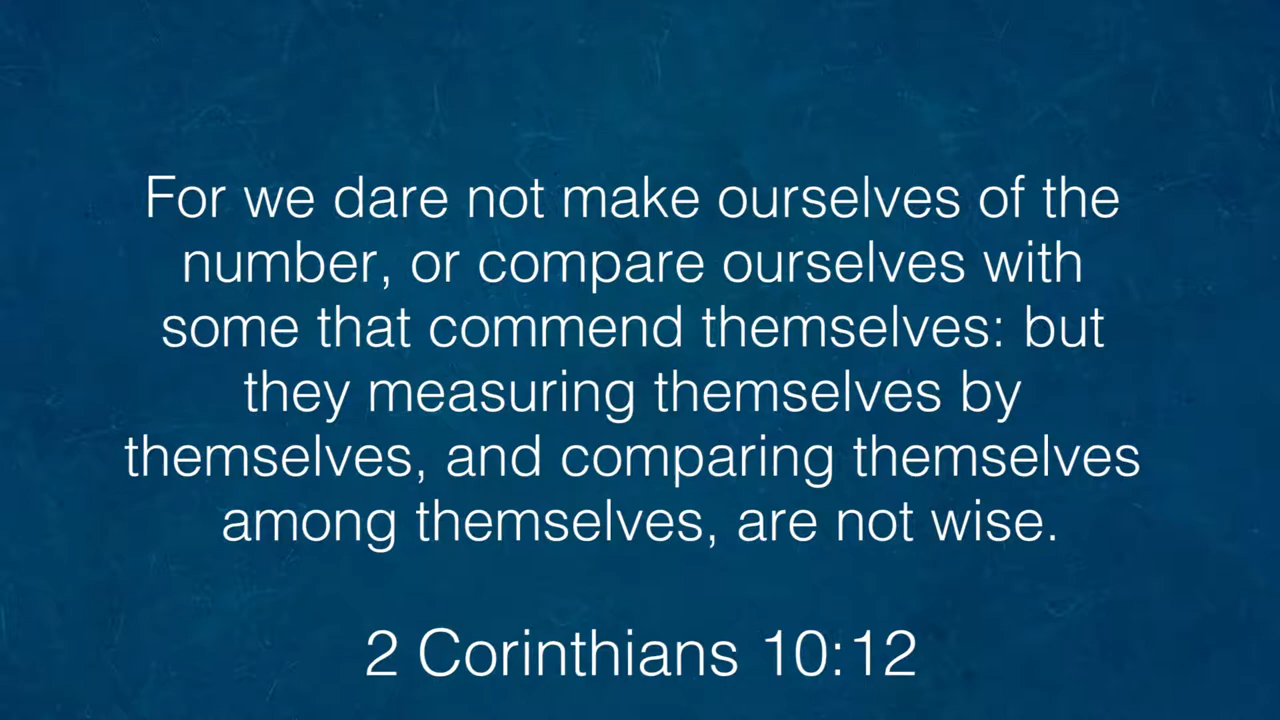 For we dare not make ourselves of the
number, or compare ourselves with
some that commend themselves: but
they measuring themselves by
themselves, and comparing themselves
among themselves, are not wise.
2 Corinthians 10:12